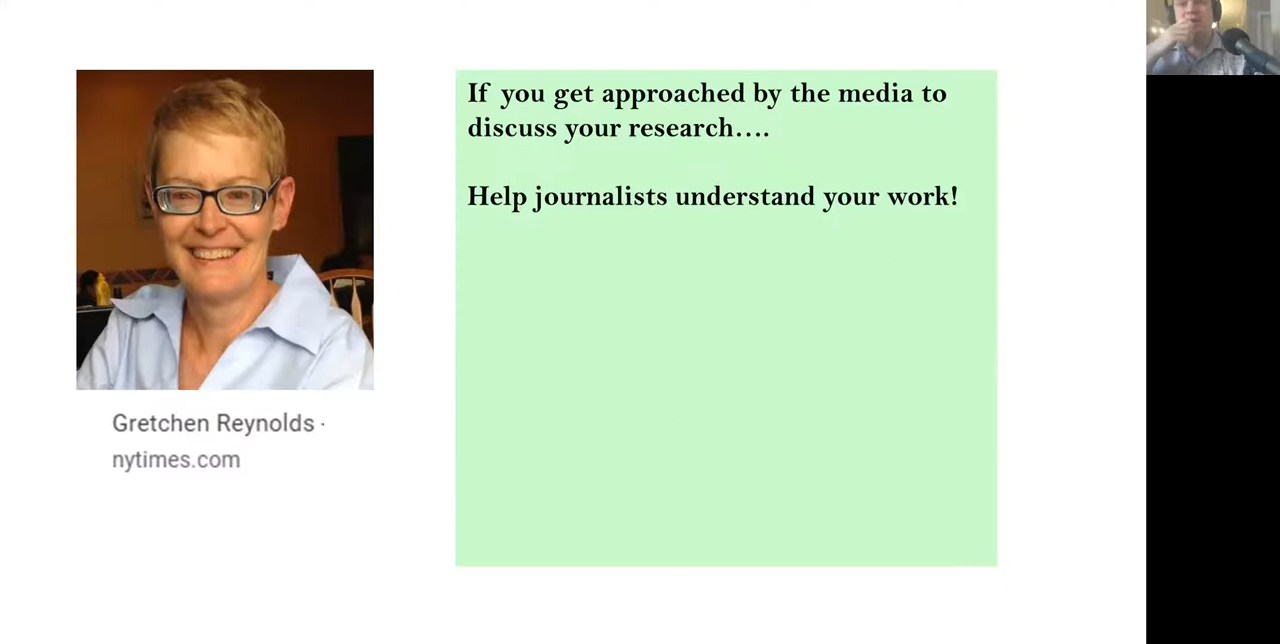 If you get approached by the media to
discuss your research....
Help journalists understand your work!
Gretchen Reynolds ·
nytimes.com